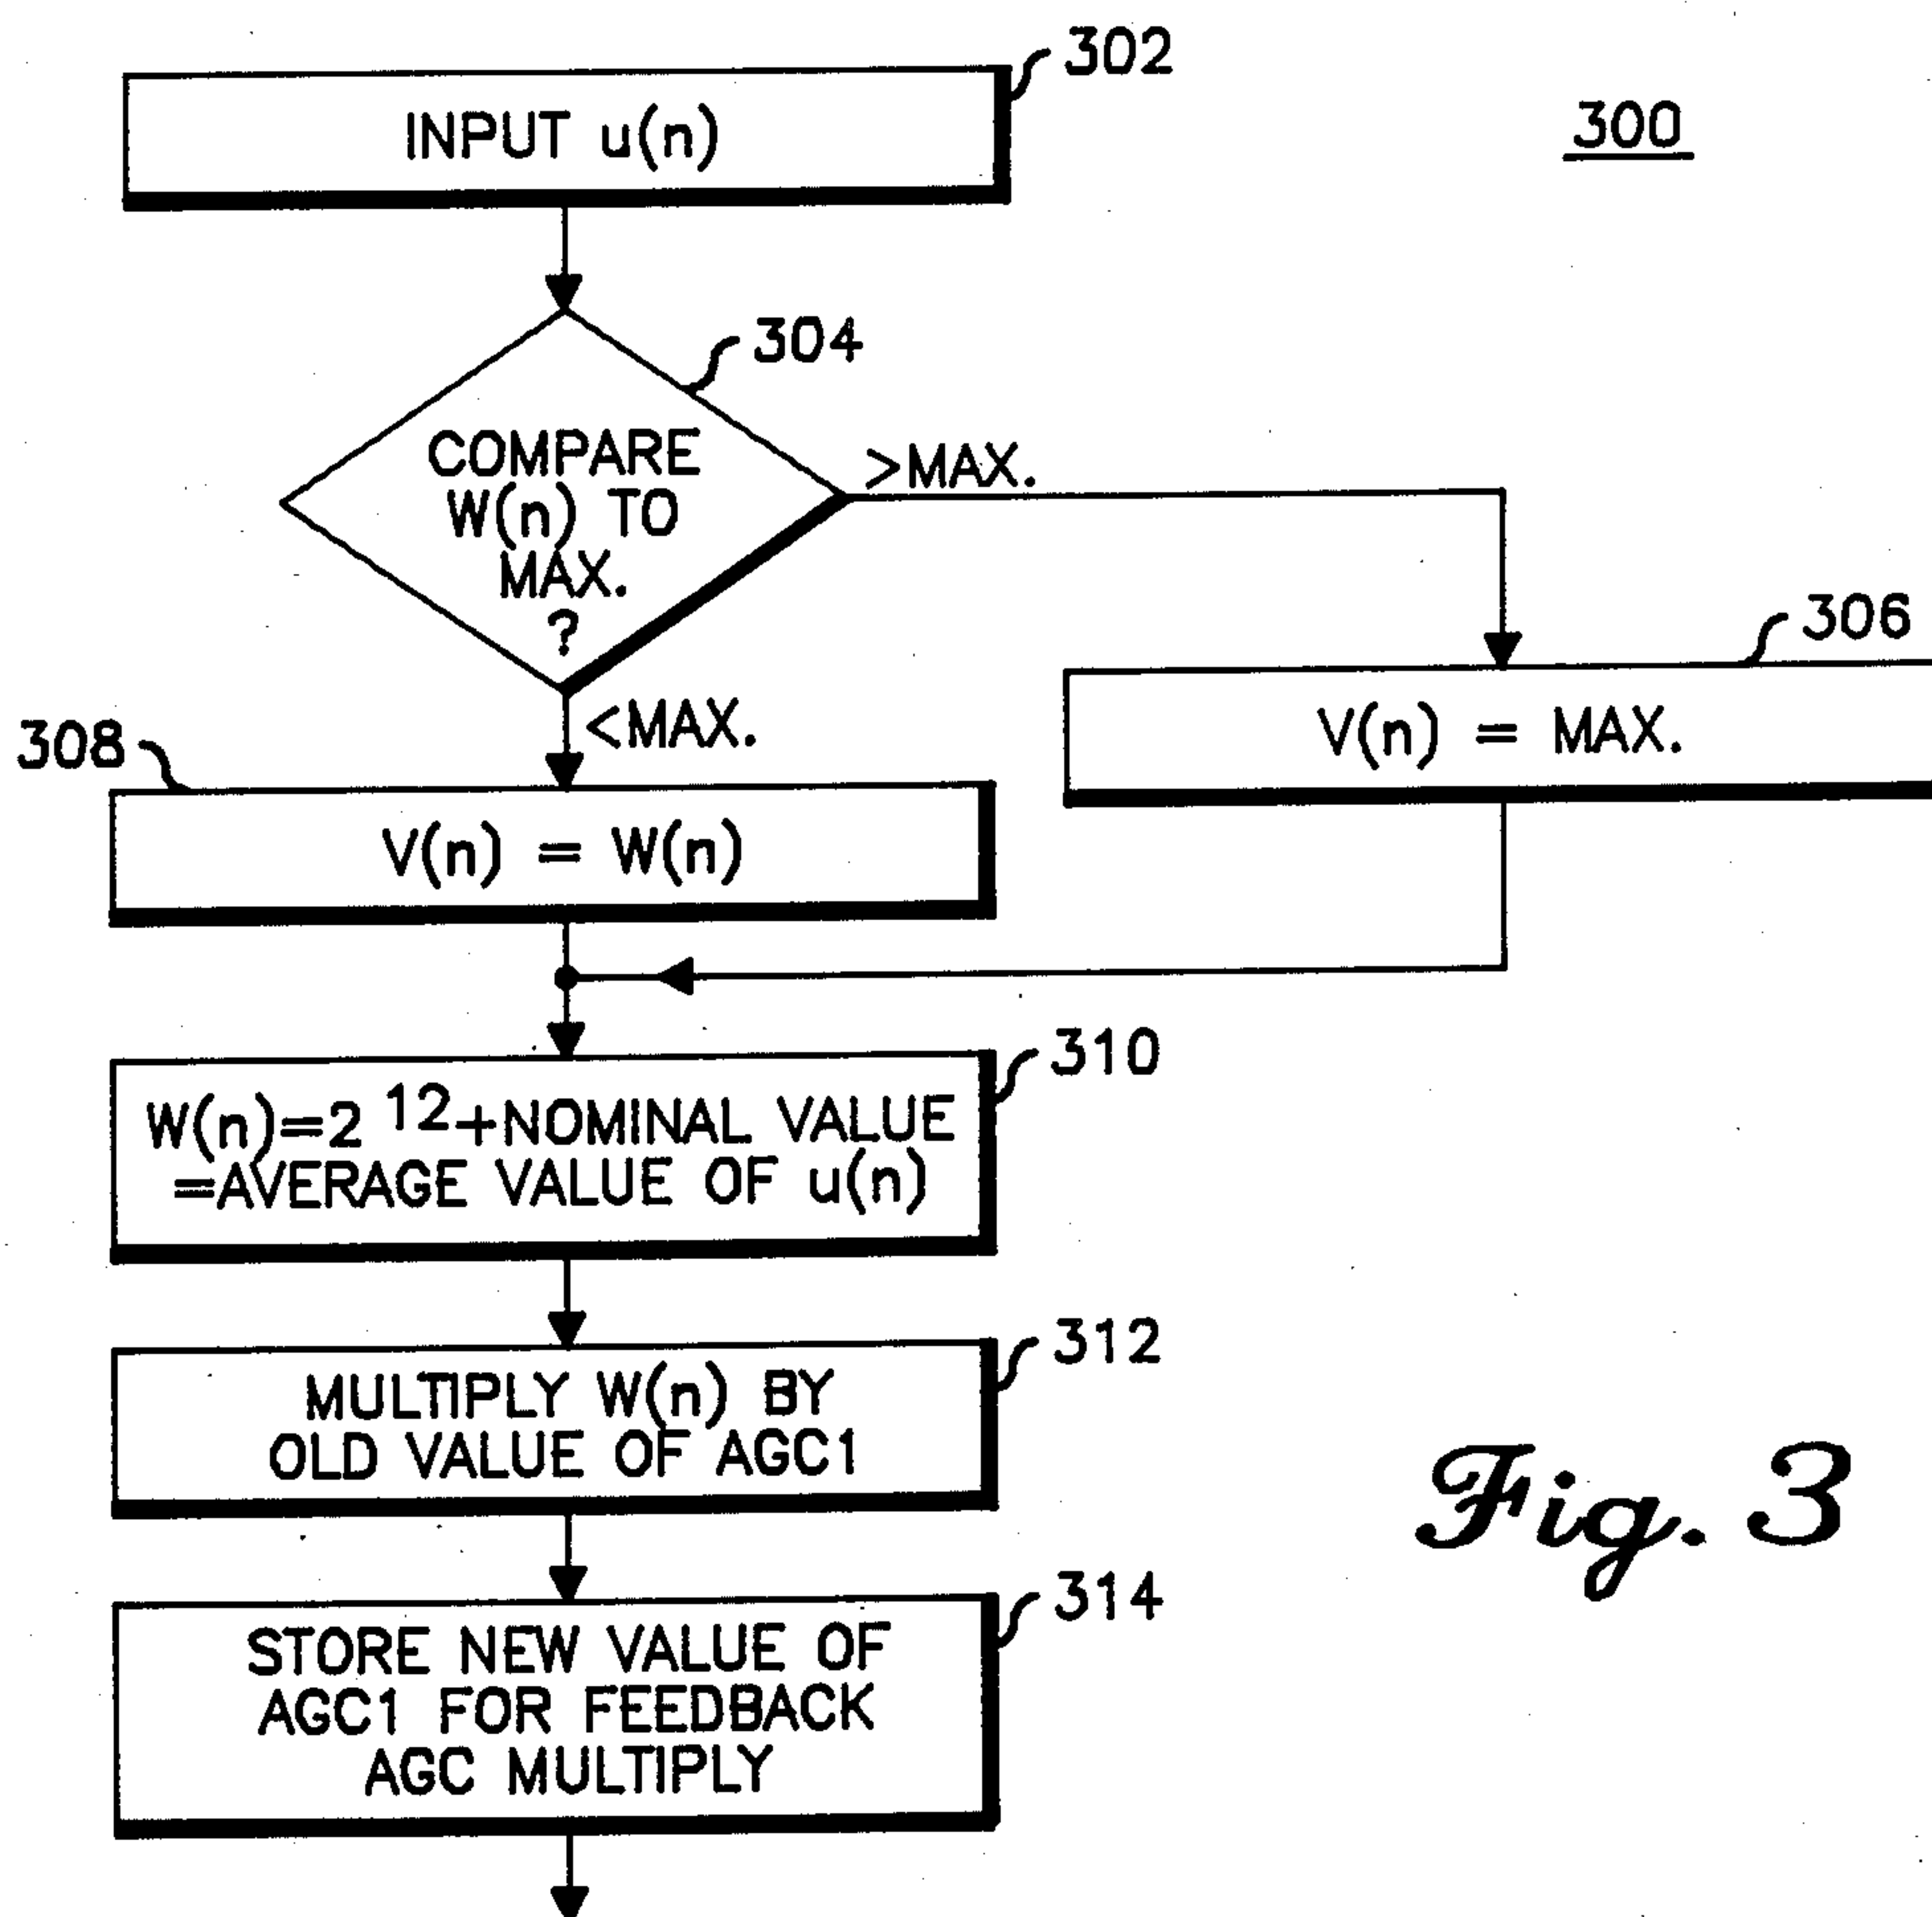 302
300
INPUT u(n)
304
COMPARE
W(n) TO
MAX.
?
>MAX.
306
V(n) = MAX.
<MAX.
308
V(n) = W(n)
310
W(n)=2 12+NOMINAL VALUE
=AVERAGE VALUE OF u(n)
312
MULTIPLY W(n) BY
OLD VALUE OF AGC1
314
STORE NEW VALUE OF
AGC1 FOR FEEDBACK
AGC MULTIPLY
Fig. 3